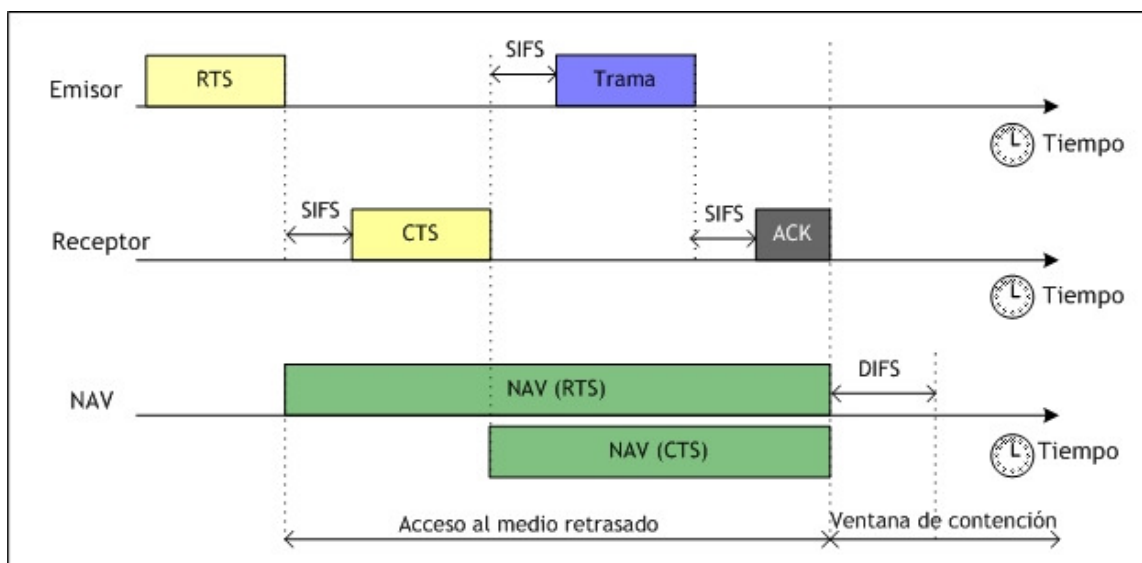 SIFS
RTS
Trama
Emisor
Tiempo
SIFS
CTS
SIFS
ACK
Receptor
Tiempo
DIFS
NAV (RTS)
NAV
NAV (CTS)
Tiempo
Acceso al medio retrasado
Ventana de contención